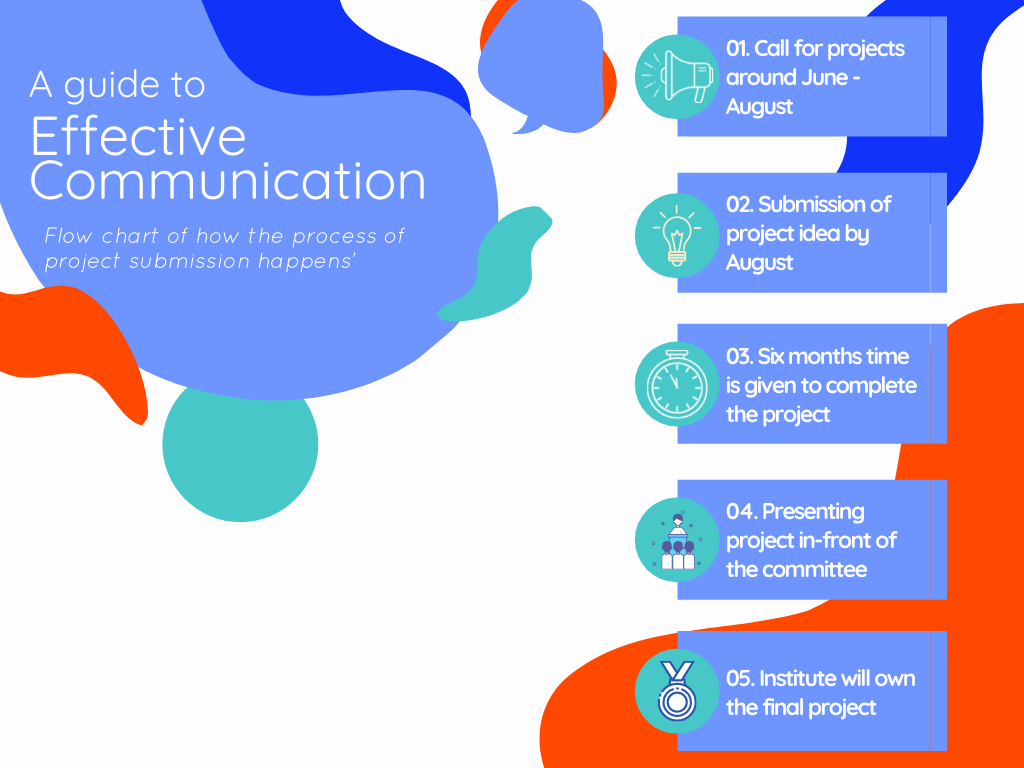 A guide to
Effective
Communication
Flow chart of how the process of
project submission happens’
01. Call for projects
around June -
August
02. Submission of
project idea by
August
03. Six months time
is given to complete
the project
04. Presenting
project in-front of
the committee
05. Institute will own
the final project